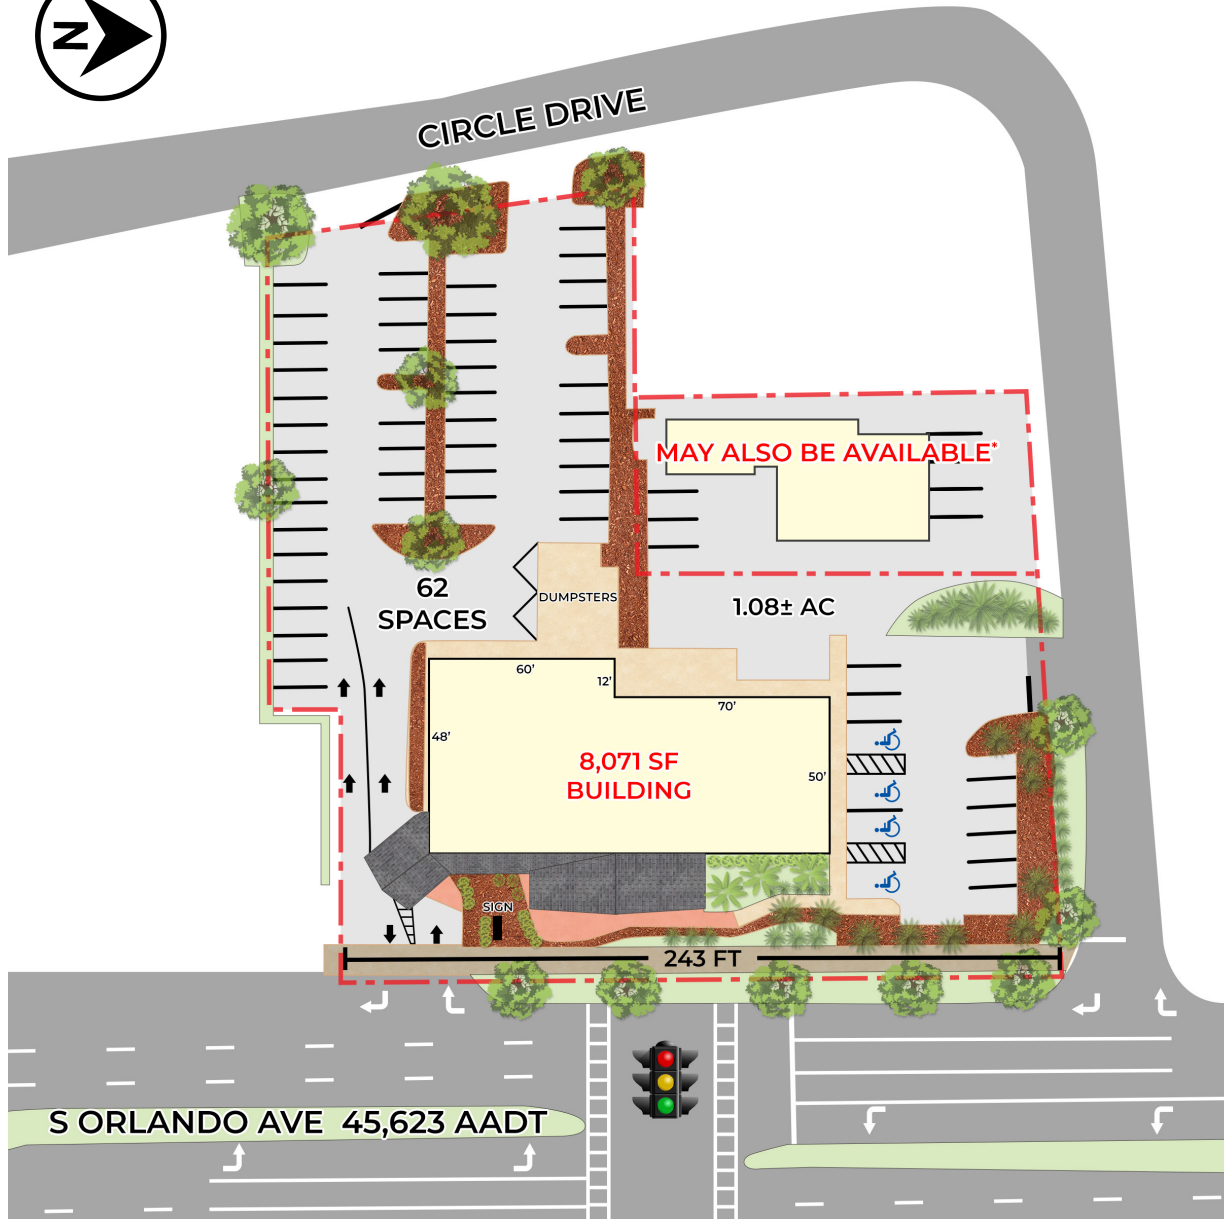 N
CIRCLE DRIVE
MAY ALSO BE AVAILABLE*
62
SPACES
DUMPSTERS
1.08± AC
60'
12'
70'
48'
8,071 SF
BUILDING
50'
SIGN
243 FT
S ORLANDO AVE 45,623 AADT